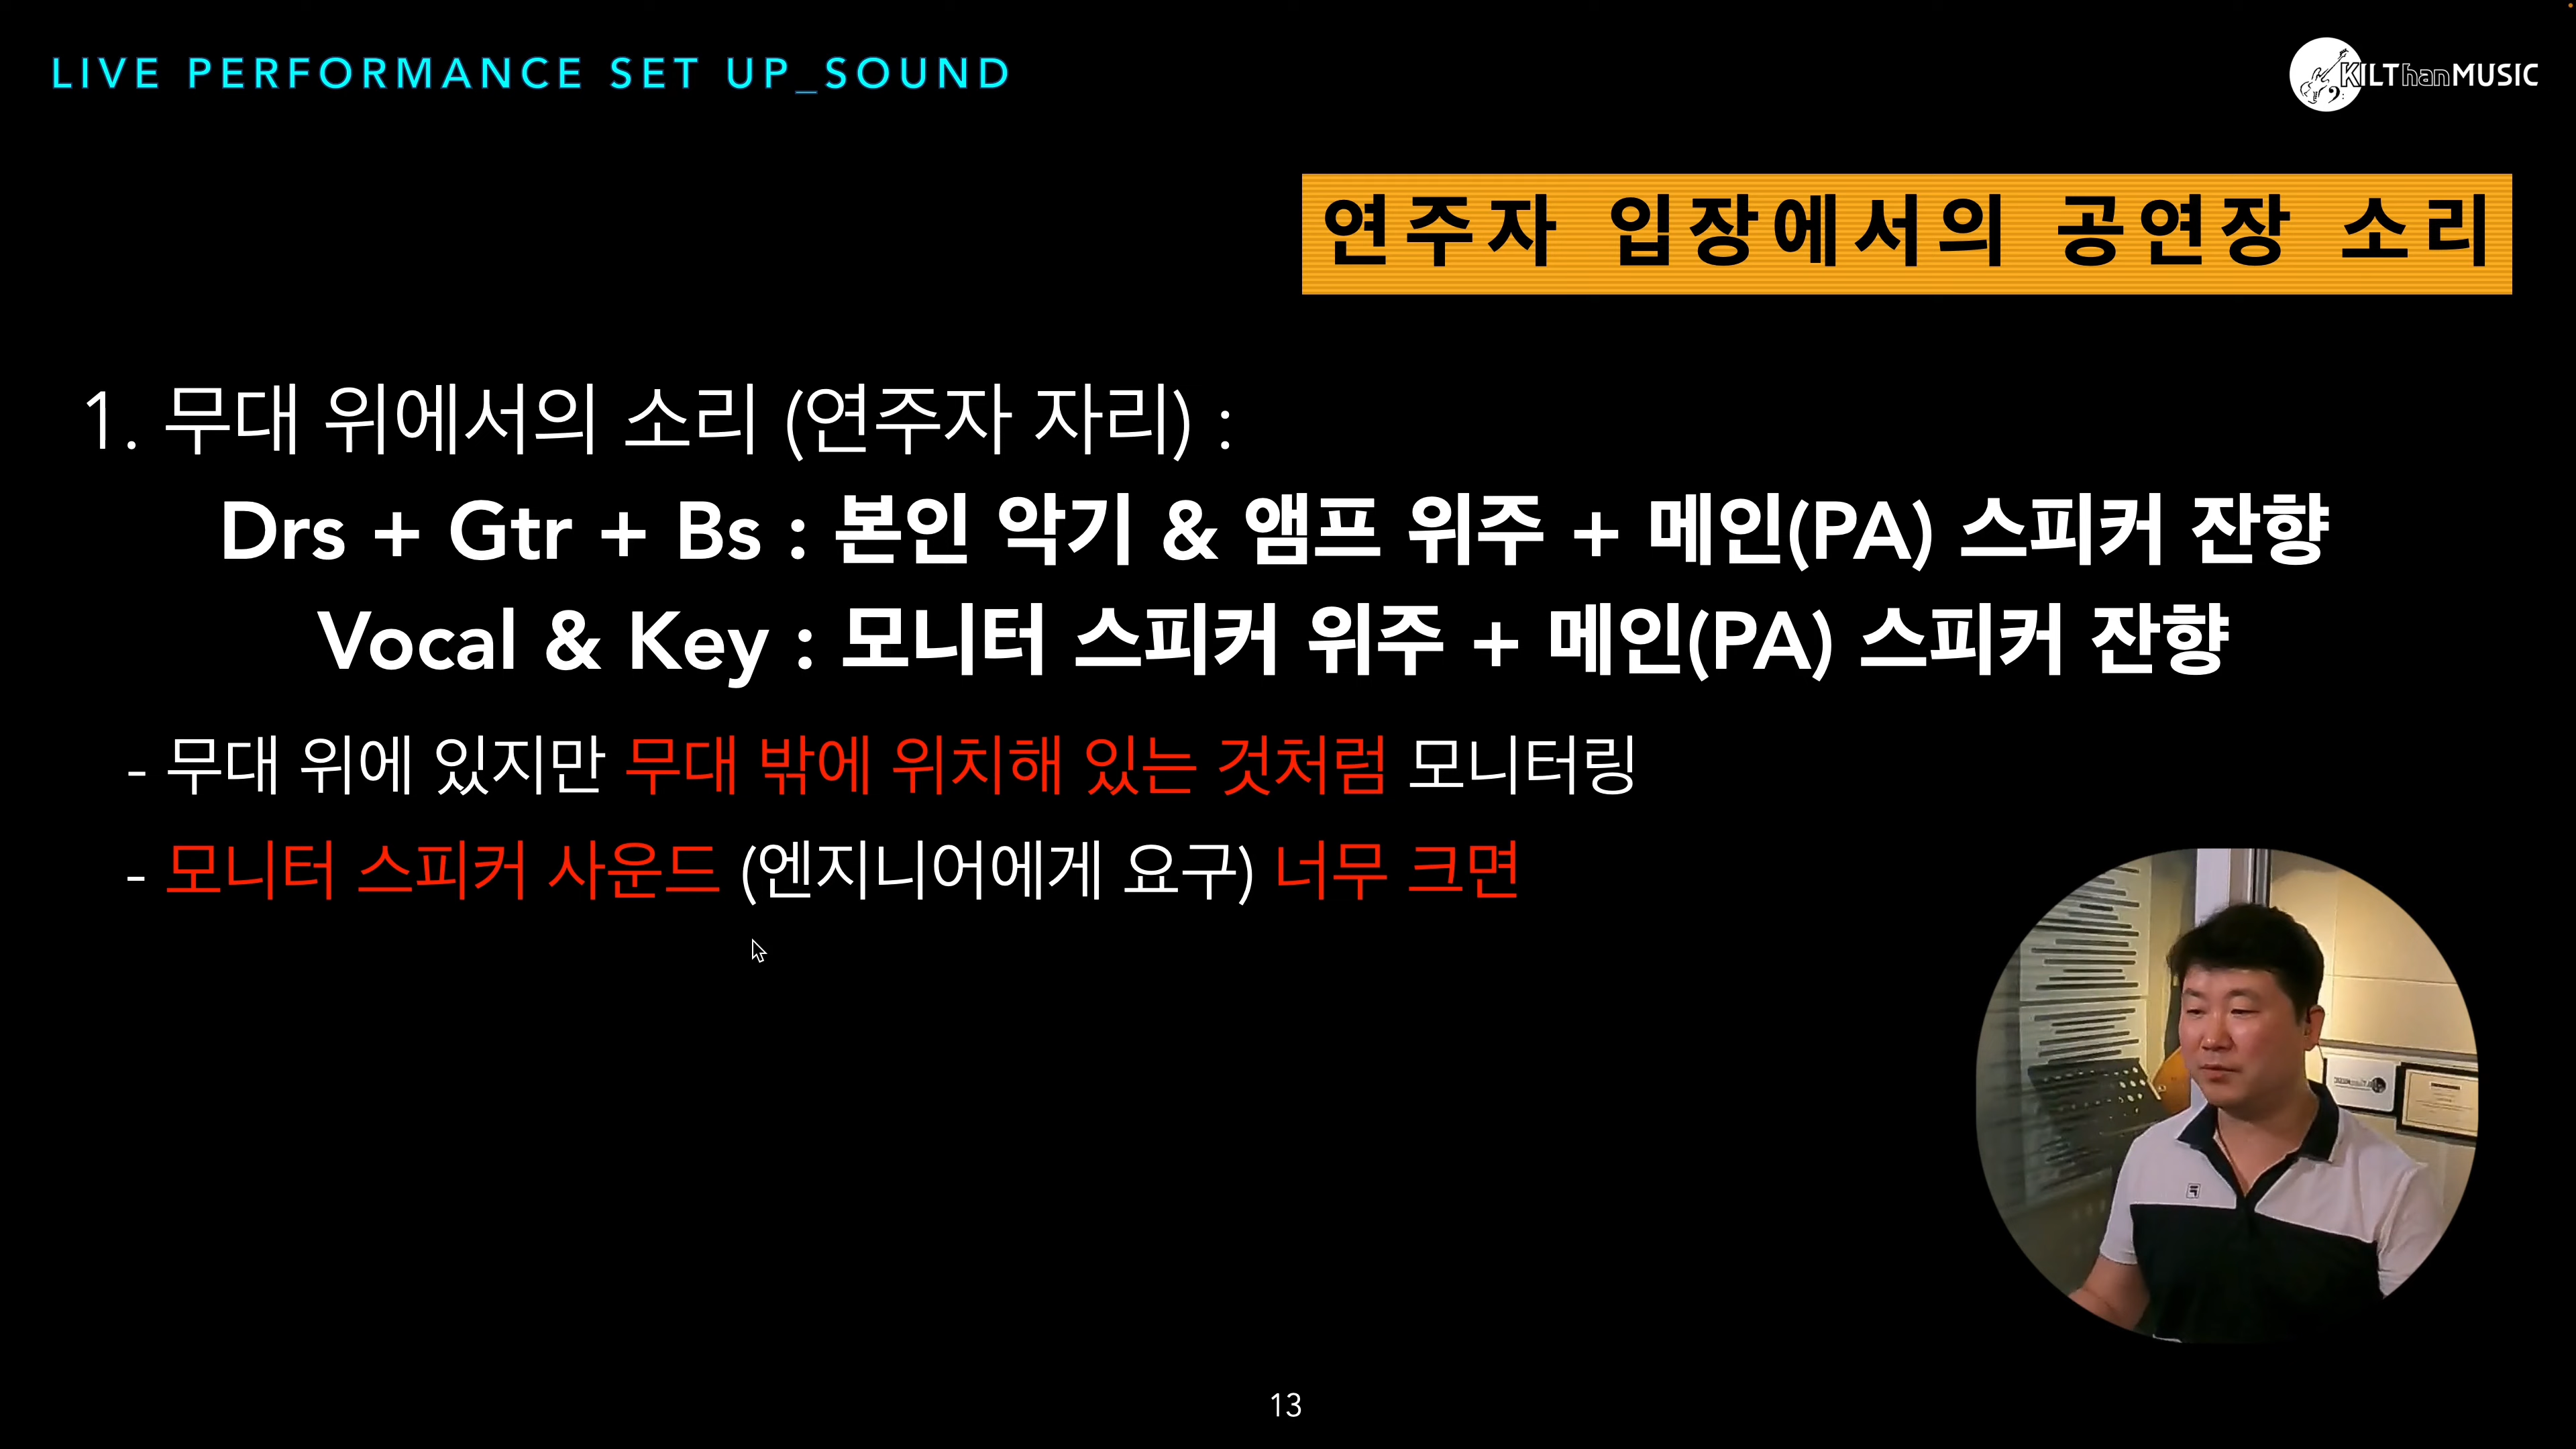 LIVE PERFORMANCE SET UP_SOUND
KILThanMUSIC
연주자 입장에서의 공연장 소리
1. 무대 위에서의 소리 (연주자 자리) :
Drs + Gtr + Bs : 본인 악기 & 앰프 위주 + 메인(PA) 스피커 잔향
Vocal & Key : 모니터 스피커 위주 + 메인(PA) 스피커 잔향
- 무대 위에 있지만 무대 밖에 위치해 있는 것처럼 모니터링
- 모니터 스피커 사운드 (엔지니어에게 요구) 너무 크면
13